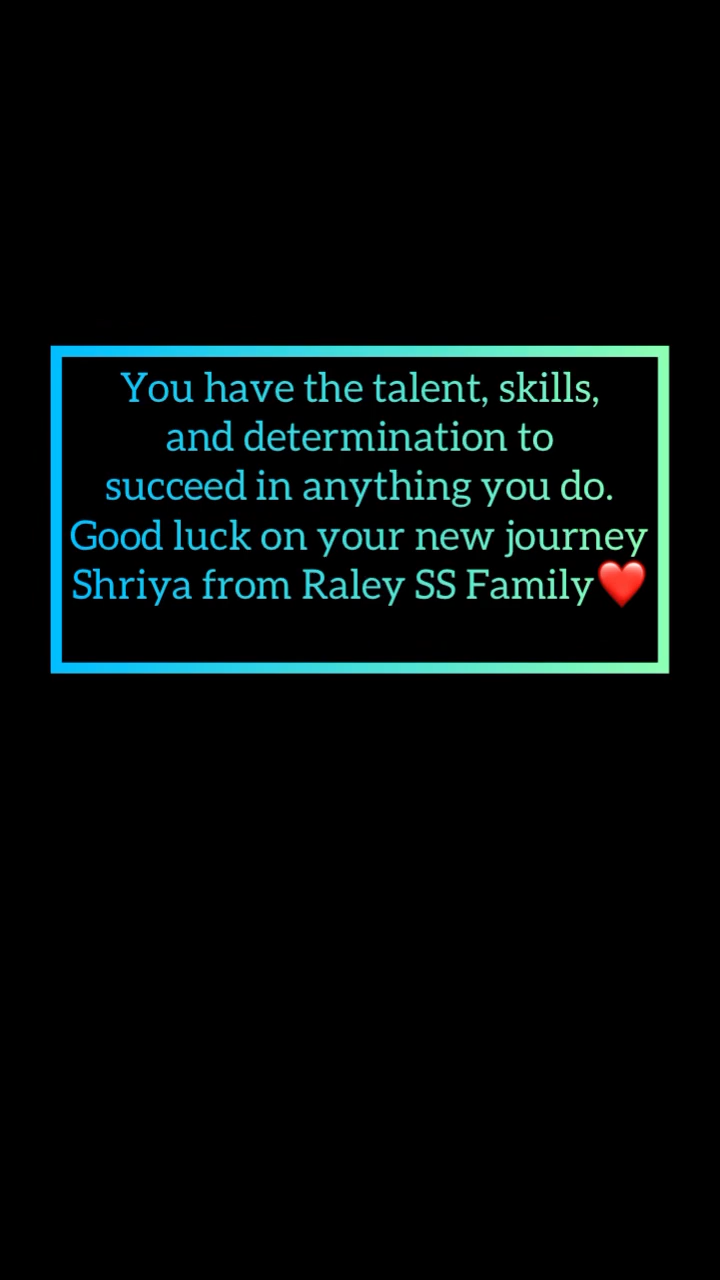 You have the talent, skills,
and determination to
succeed in anything you do.
Good luck on your new journey
Shriya from Raley SS Family❤️